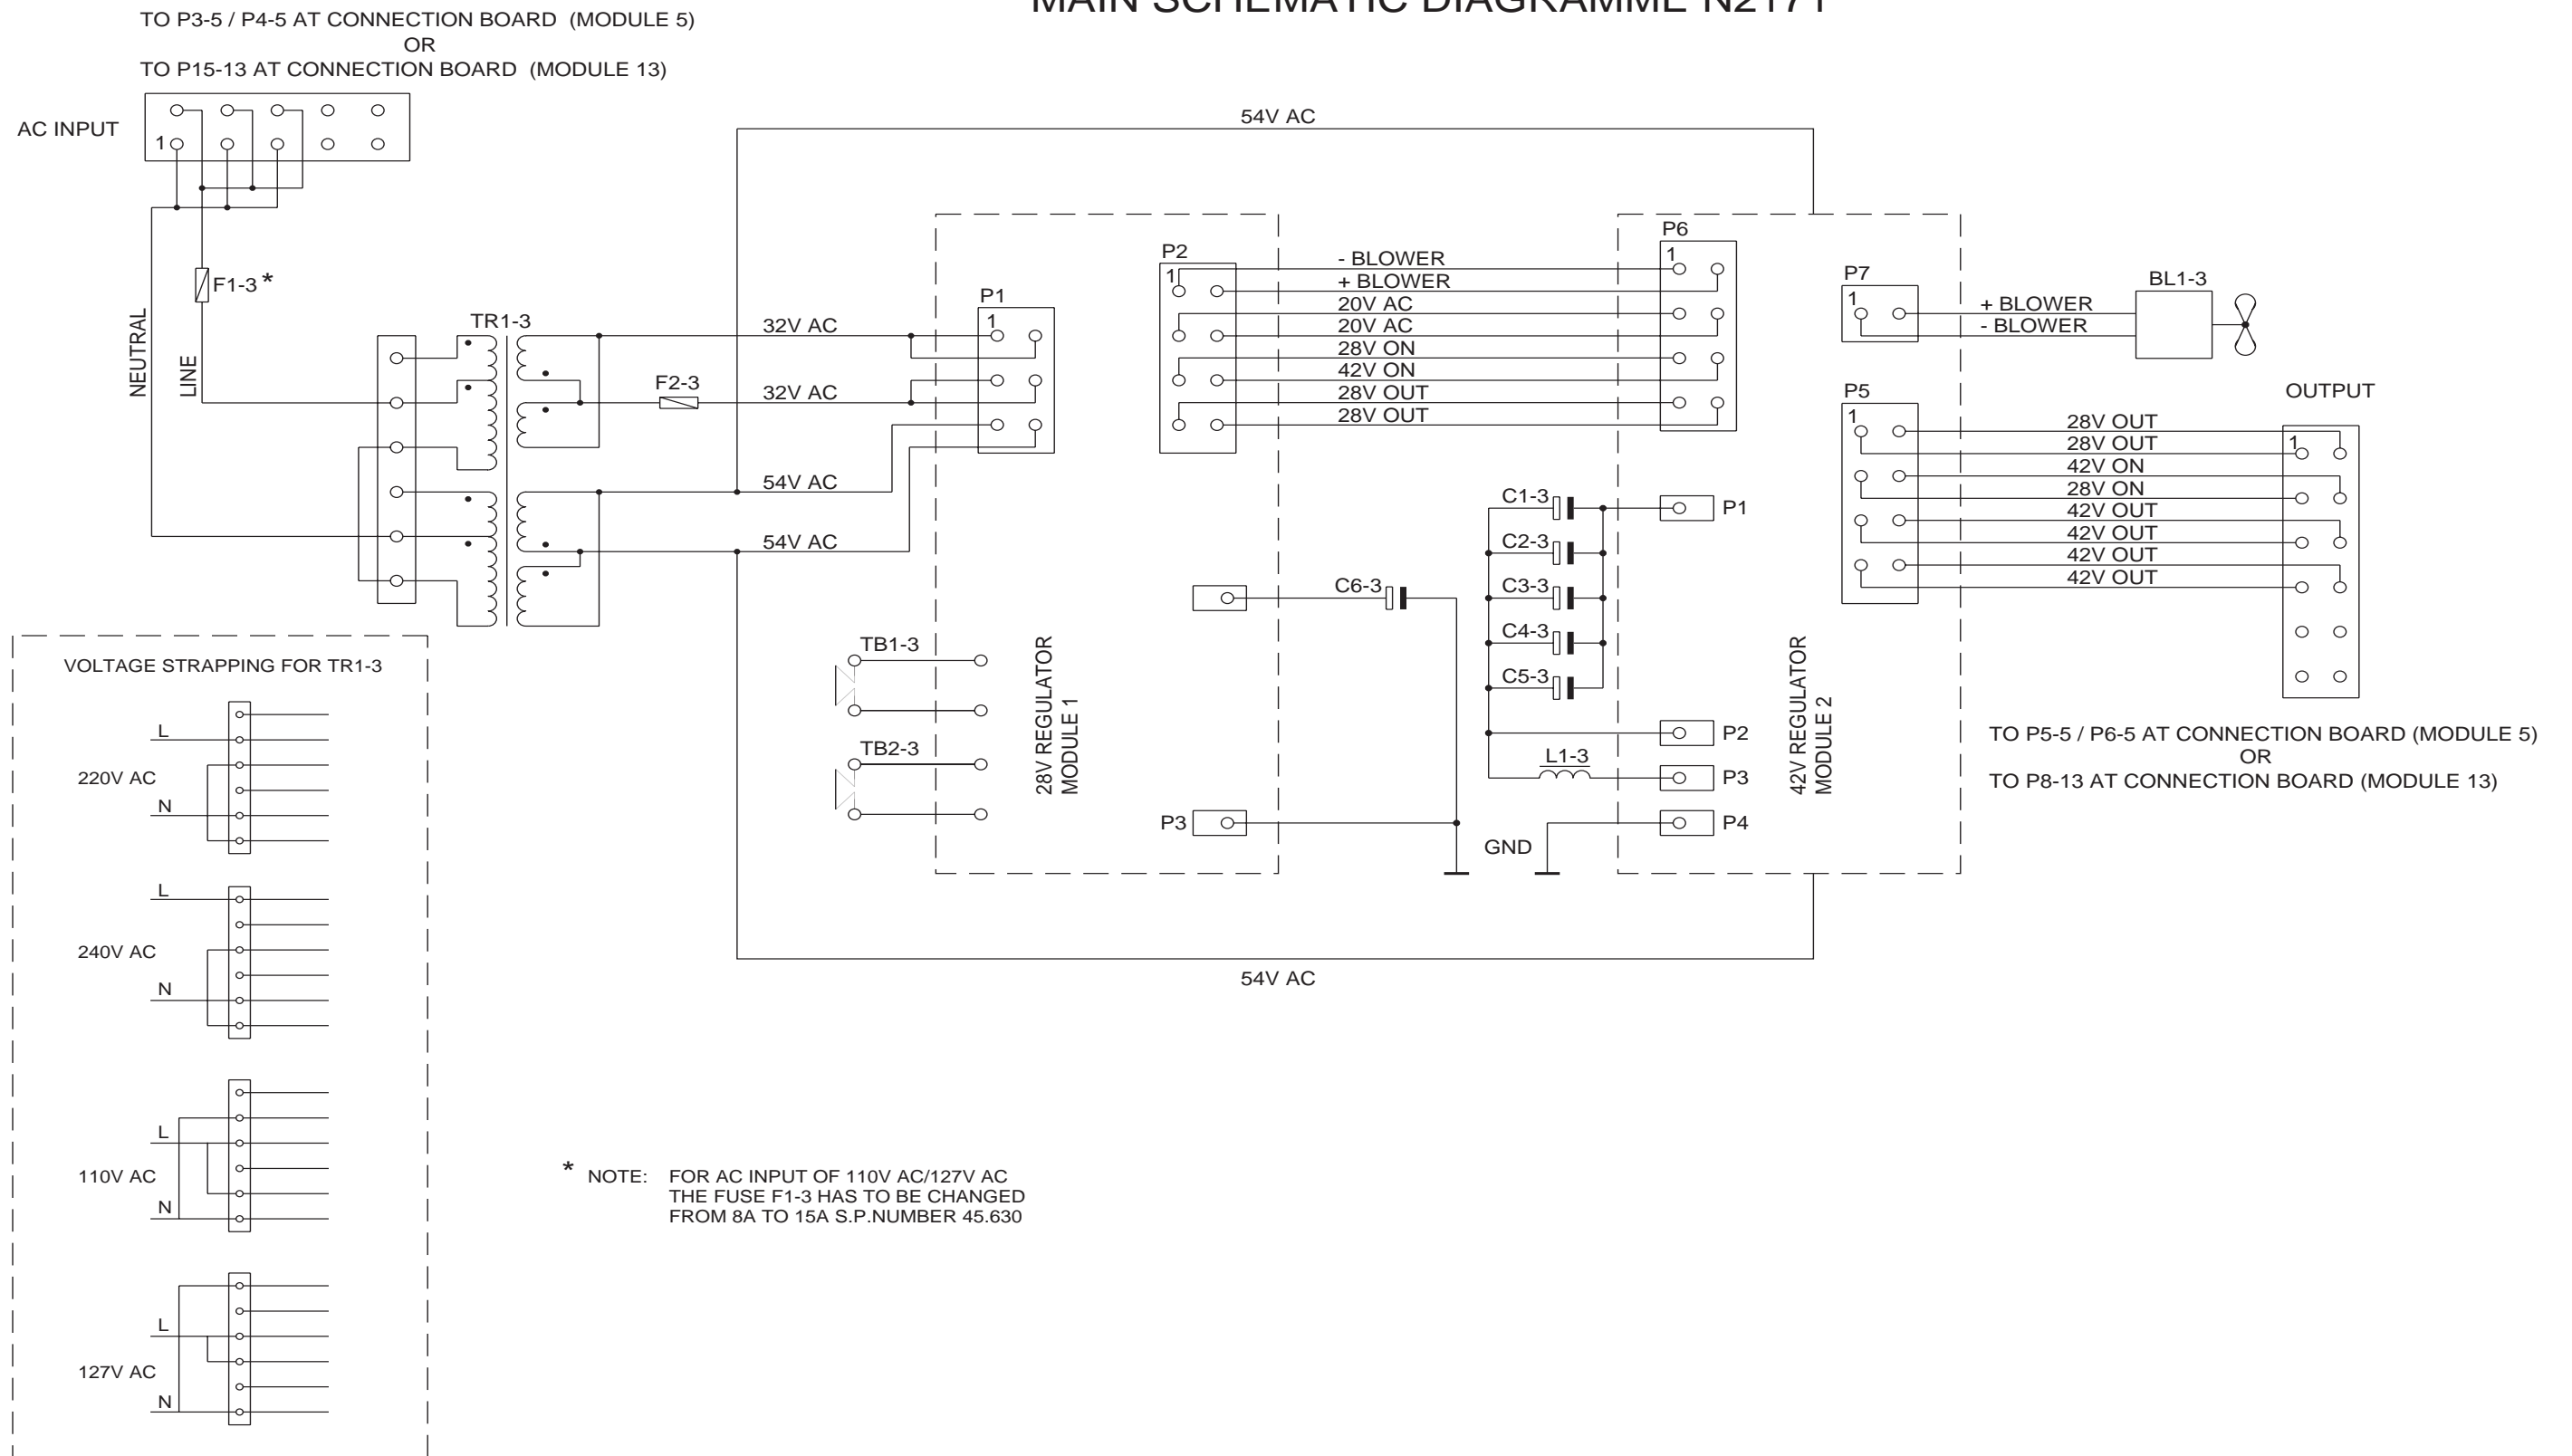 MAIN SCHEMATIC DIAGRAMME N2171
TO P3-5 / P4-5 AT CONNECTION BOARD (MODULE 5)
OR
TO P15-13 AT CONNECTION BOARD (MODULE 13)
AC INPUT
1
F1-3 *
NEUTRAL
LINE
TR1-3
F2-3
32V AC
32V AC
54V AC
54V AC
54V AC
54V AC
P1
1
P2
1
- BLOWER
+ BLOWER
20V AC
20V AC
28V ON
42V ON
28V OUT
28V OUT
P6
1
P7
1
+ BLOWER
- BLOWER
BL1-3
P5
1
28V OUT
28V OUT
42V ON
28V ON
42V OUT
42V OUT
42V OUT
42V OUT
OUTPUT
1
C1-3
C2-3
C3-3
C4-3
C5-3
C6-3
L1-3
P1
P2
P3
P4
GND
TB1-3
TB2-3
28V REGULATOR
MODULE 1
P3
42V REGULATOR
MODULE 2
TO P5-5 / P6-5 AT CONNECTION BOARD (MODULE 5)
OR
TO P8-13 AT CONNECTION BOARD (MODULE 13)
VOLTAGE STRAPPING FOR TR1-3
L
220V AC
N
L
240V AC
N
L
110V AC
N
L
127V AC
N
* NOTE: FOR AC INPUT OF 110V AC/127V AC
THE FUSE F1-3 HAS TO BE CHANGED
FROM 8A TO 15A S.P.NUMBER 45.630